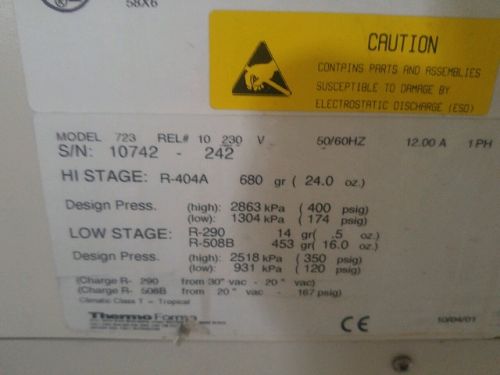 58X6
CAUTION
CONTAINS PARTS AND ASSEMBLIES
SUSCEPTIBLE TO DAMAGE BY
ELECTROSTATIC DISCHARGE (ESD)
MODEL 723 REL# 10 230 V 50/60HZ 12.00 A 1PH
S/N: 10742 - 242
HI STAGE: R-404A 680 gr ( 24.0 oz.)
Design Press. (high): 2863 kPa ( 400 psig)
(low): 1304 kPa ( 174 psig)
LOW STAGE: R-290 14 gr( .5 oz.)
R-508B 453 gr( 16.0 oz.)
Design Press. (high): 2518 kPa ( 350 psig)
(low): 931 kPa ( 120 psig)
(Charge R- 290 from 30" vac - 20 " vac)
(Charge R- 508B from 20 " vac - 167 psig)
Climatic Class T - Tropical
Thermo Forma
CE 10/04/01